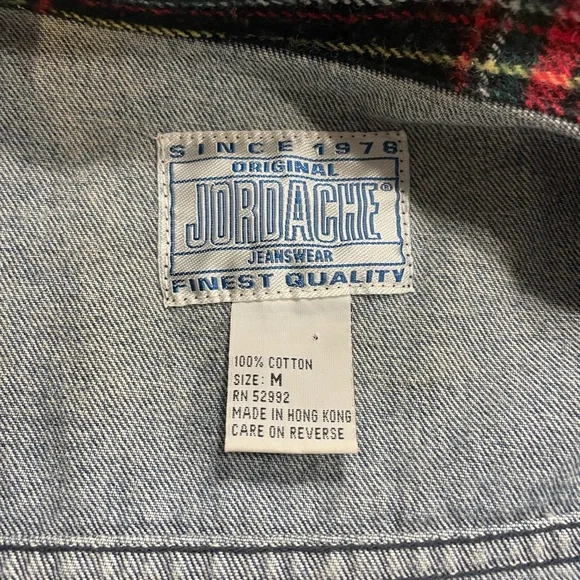 SINCE 1978
ORIGINAL
JORDACHE®
JEANSWEAR
FINEST QUALITY
100% COTTON
SIZE: M
RN 52992
MADE IN HONG KONG
CARE ON REVERSE